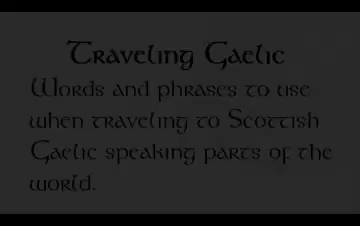 Traveling Gaelic
Words and phrases to use
when traveling to Scottish
Gaelic speaking parts of the
world.